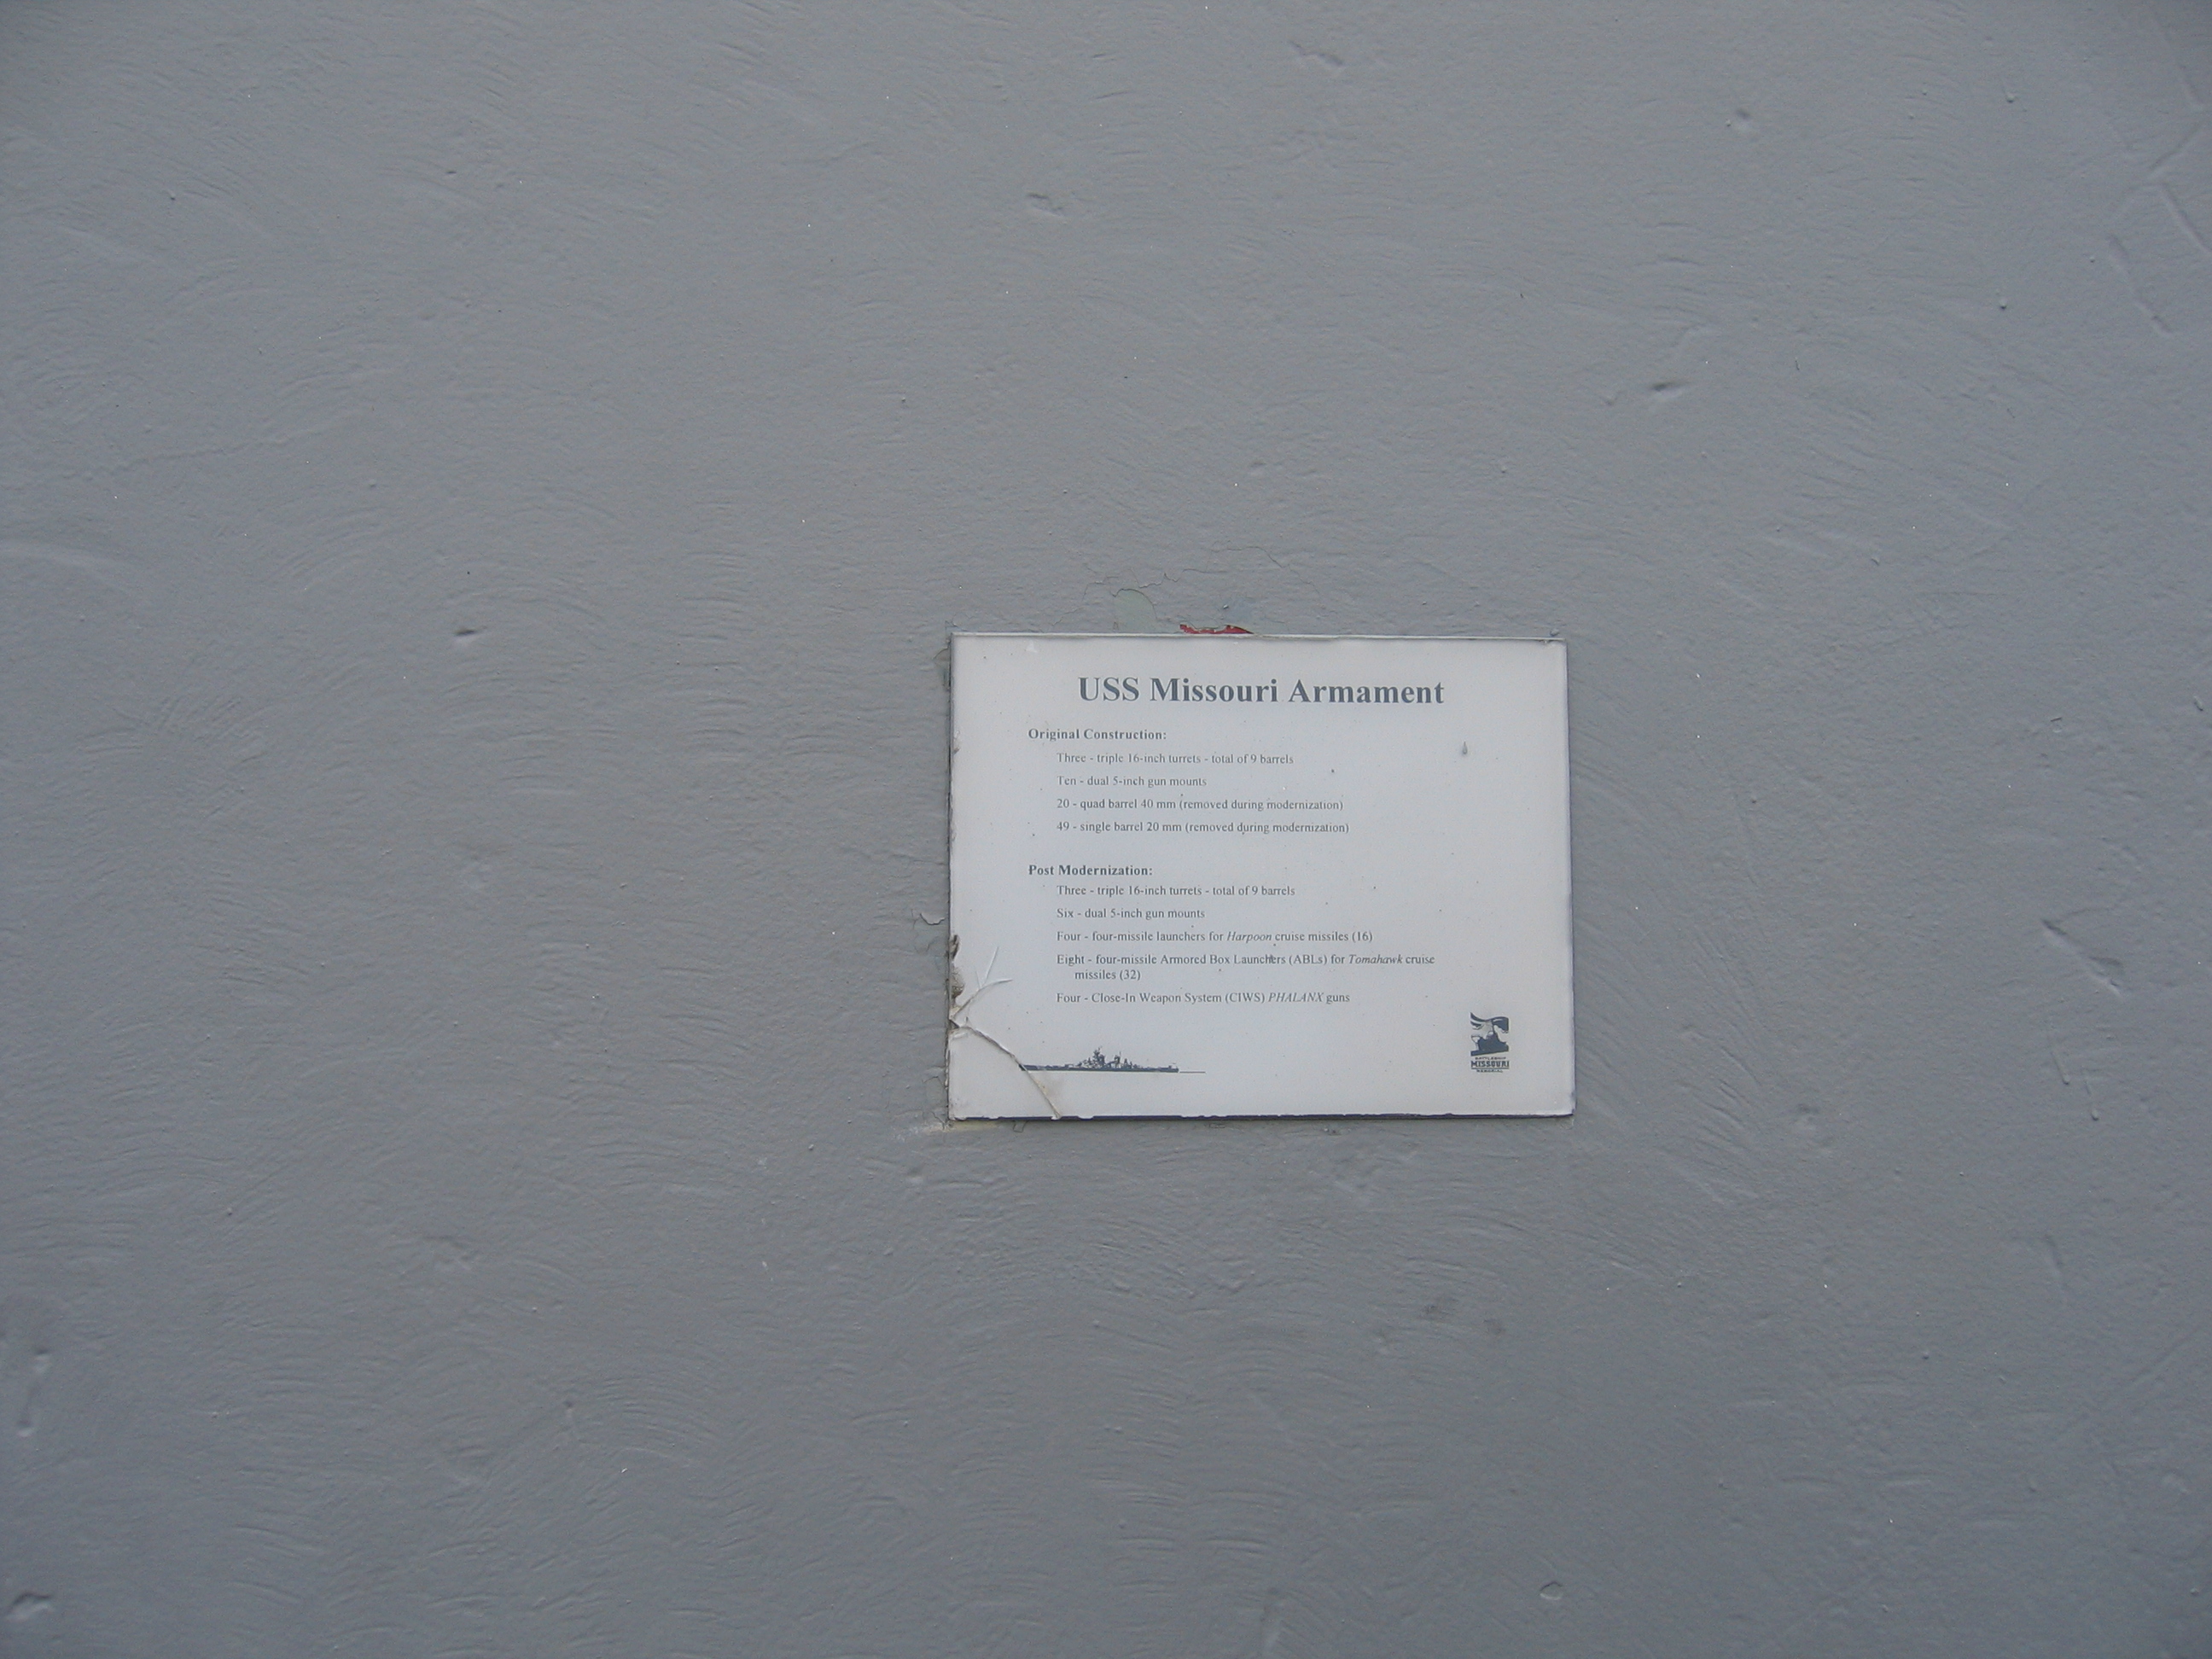 USS Missouri Armament
Original Construction:
Three - triple 16-inch turrets - total of 9 barrels
Ten - dual 5-inch gun mounts
20 - quad barrel 40 mm (removed during modernization)
49 - single barrel 20 mm (removed during modernization)
Post Modernization:
Three - triple 16-inch turrets - total of 9 barrels
Six - dual 5-inch gun mounts
Four - four-missile launchers for Harpoon cruise missiles (16)
Eight - four-missile Armored Box Launchers (ABLs) for Tomahawk cruise
missiles (32)
Four - Close-In Weapon System (CIWS) PHALANX guns
BATTLESHIP
MISSOURI
MEMORIAL